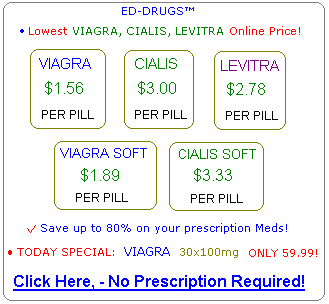 ED-DRUGS™
• Lowest VIAGRA, CIALIS, LEVITRA Online Price!
VIAGRA CIALIS LEVITRA
$1.56 $3.00 $2.78
PER PILL PER PILL PER PILL
VIAGRA SOFT CIALIS SOFT
$1.89 $3.33
PER PILL PER PILL
✓ Save up to 80% on your prescription Meds!
♦ TODAY SPECIAL: VIAGRA 30x100mg ONLY 59.99!
Click Here, - No Prescription Required!